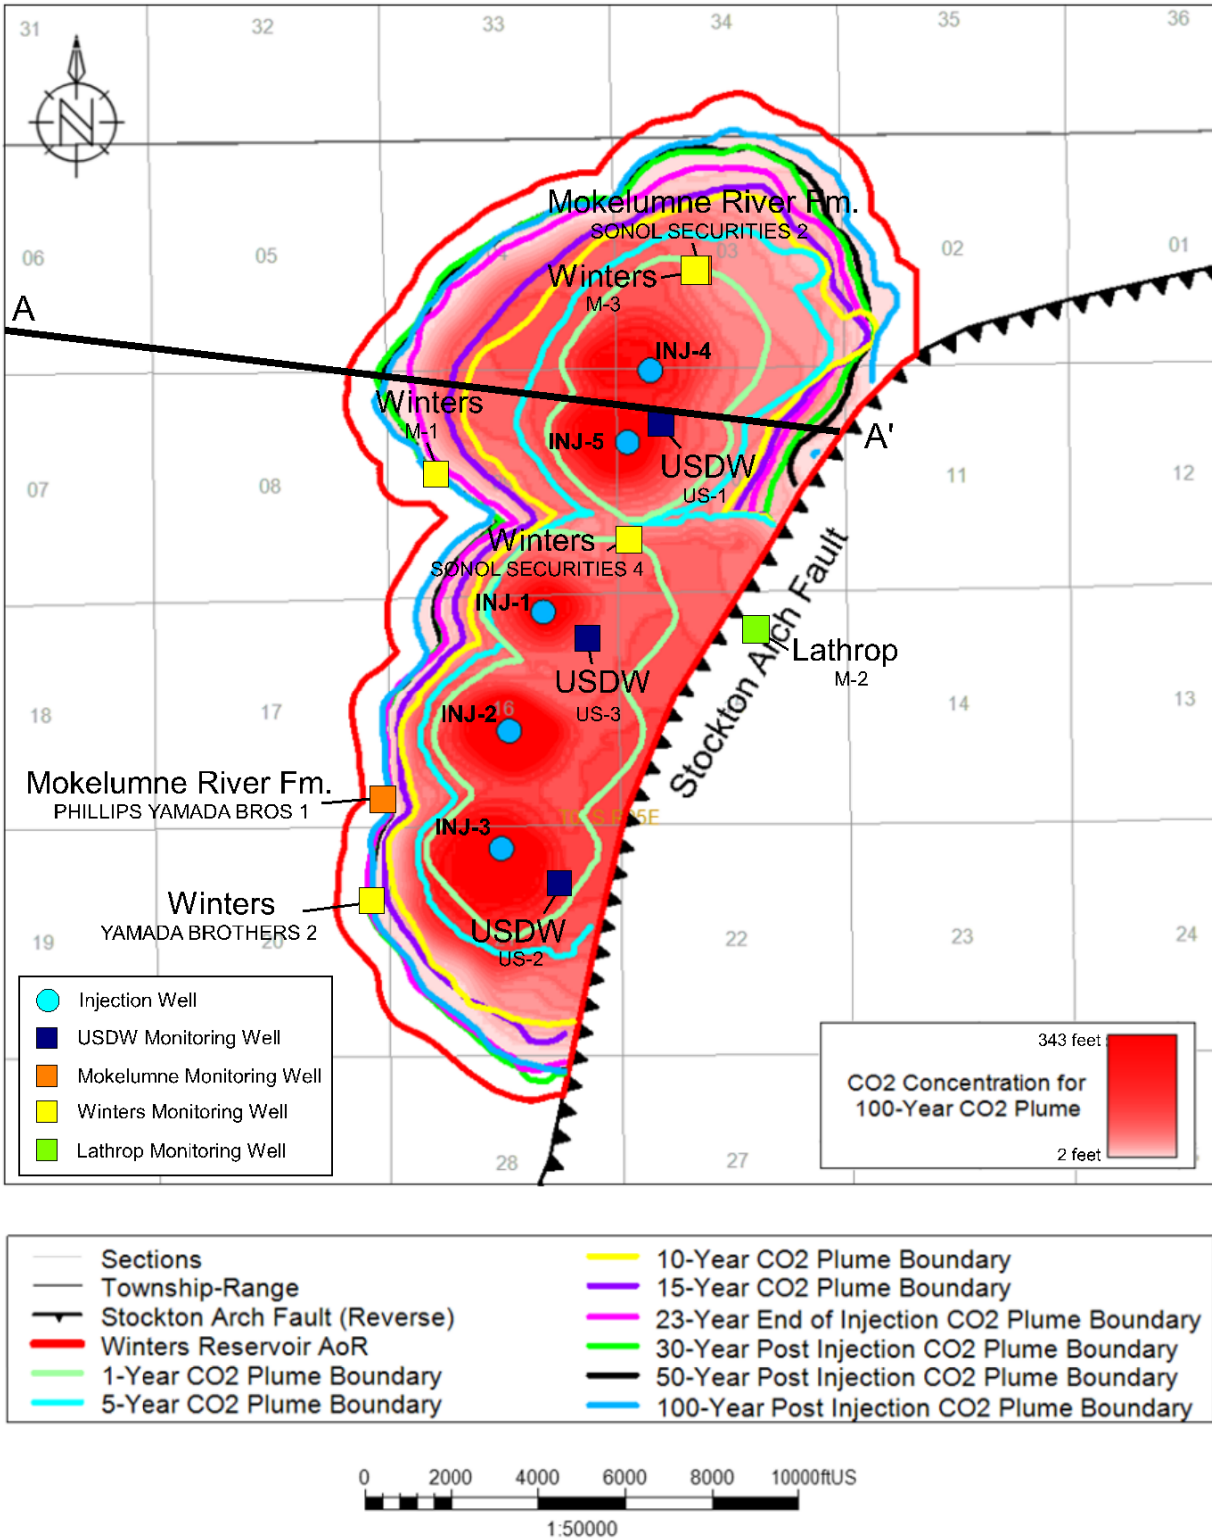 31
32
33
34
35
36
N
Mokelumne River Fm.
SONOL SECURITIES 2
06
05
04
03
02
01
Winters
M-3
A
INJ-4
Winters
M-1
INJ-5
A'
USDW
US-1
07
08
11
12
Winters
SONOL SECURITIES 4
INJ-1
Stockton Arch Fault
Lathrop
M-2
USDW
US-3
18
17
INJ-2
16
14
13
Mokelumne River Fm.
PHILLIPS YAMADA BROS 1
INJ-3
Winters
YAMADA BROTHERS 2
USDW
US-2
19
20
22
23
24
Injection Well
USDW Monitoring Well
Mokelumne Monitoring Well
Winters Monitoring Well
Lathrop Monitoring Well
28
27
343 feet
CO2 Concentration for
100-Year CO2 Plume
2 feet
Sections
Township-Range
Stockton Arch Fault (Reverse)
Winters Reservoir AoR
1-Year CO2 Plume Boundary
5-Year CO2 Plume Boundary
10-Year CO2 Plume Boundary
15-Year CO2 Plume Boundary
23-Year End of Injection CO2 Plume Boundary
30-Year Post Injection CO2 Plume Boundary
50-Year Post Injection CO2 Plume Boundary
100-Year Post Injection CO2 Plume Boundary
0 2000 4000 6000 8000 10000ftUS
1:50000